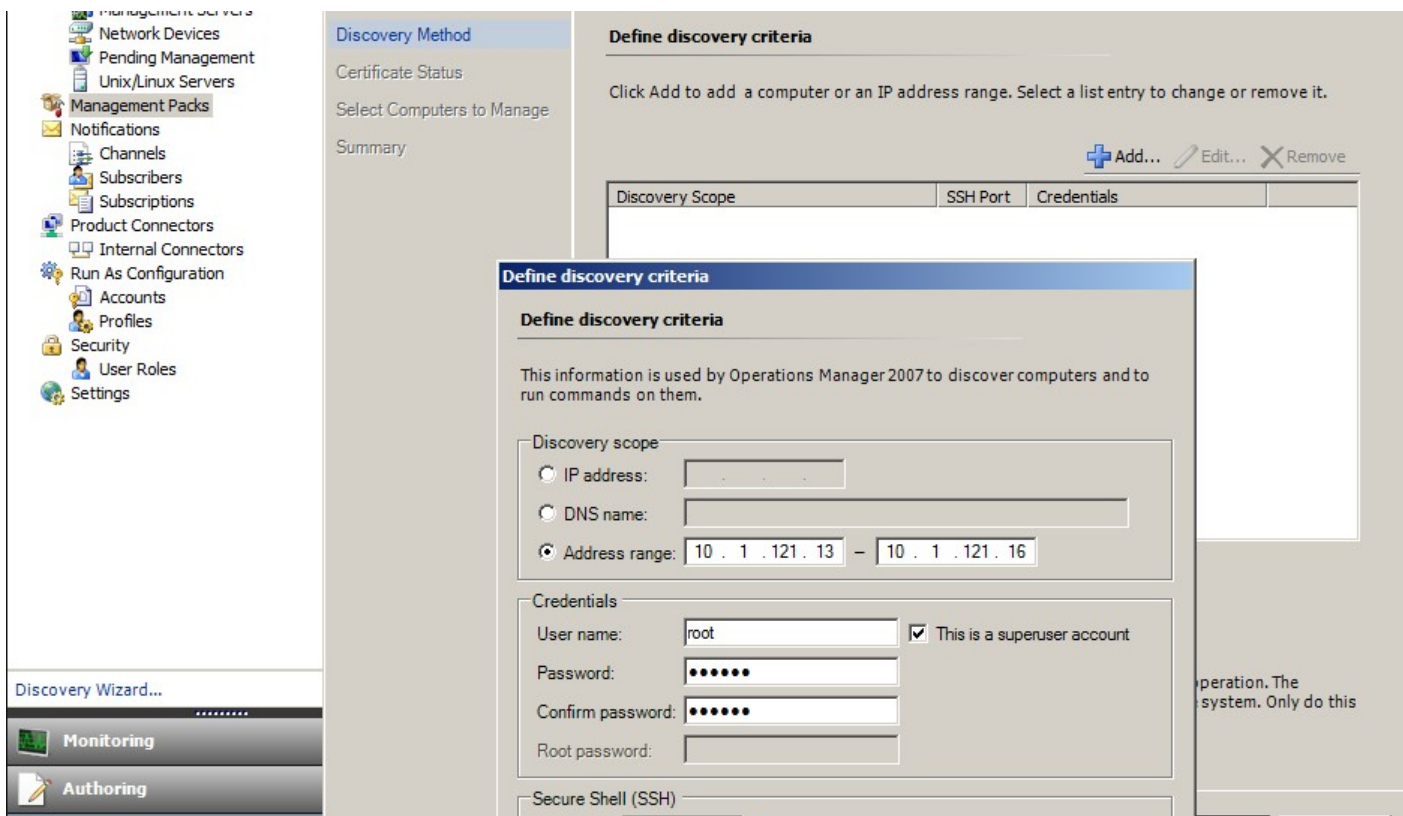 Management Servers
Network Devices
Pending Management
Unix/Linux Servers
Management Packs
Notifications
Channels
Subscribers
Subscriptions
Product Connectors
Internal Connectors
Run As Configuration
Accounts
Profiles
Security
User Roles
Settings
Discovery Wizard...
Monitoring
Authoring
Discovery Method
Certificate Status
Select Computers to Manage
Summary
Define discovery criteria
Click Add to add a computer or an IP address range. Select a list entry to change or remove it.
Add... Edit... Remove
Discovery Scope SSH Port Credentials
Define discovery criteria
Define discovery criteria
This information is used by Operations Manager 2007 to discover computers and to
run commands on them.
Discovery scope
IP address: . . .
DNS name:
Address range: 10 . 1 . 121 . 13 – 10 . 1 . 121 . 16
Credentials
User name: root This is a superuser account
Password: ••••••
Confirm password: ••••••
Root password:
Secure Shell (SSH)
operation. The
system. Only do this